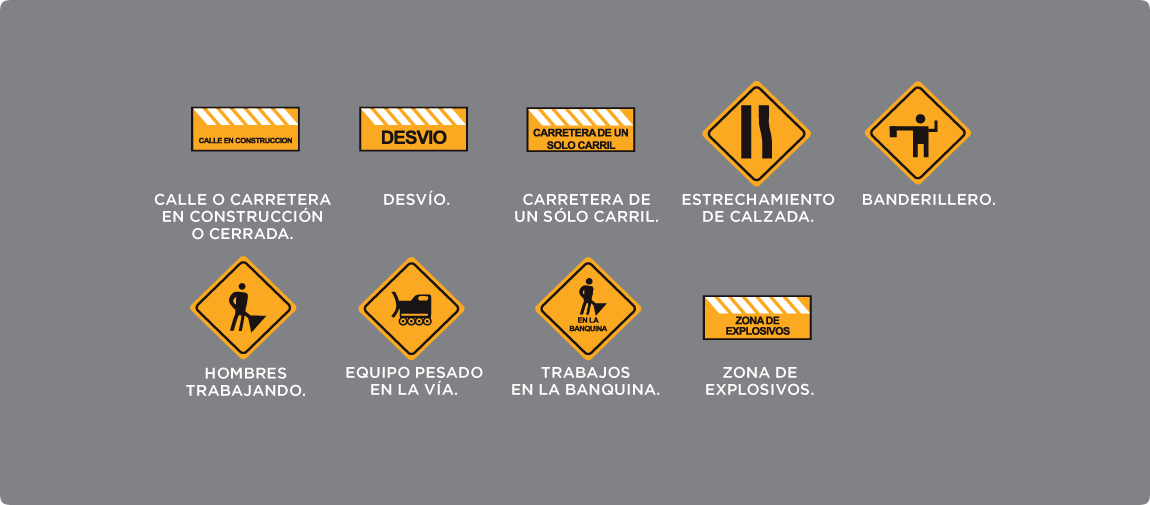 CALLE EN CONSTRUCCION
DESVIO
CARRETERA DE UN
SOLO CARRIL
CALLE O CARRETERA
EN CONSTRUCCIÓN
O CERRADA.
DESVÍO.
CARRETERA DE
UN SÓLO CARRIL.
ESTRECHAMIENTO
DE CALZADA.
BANDERILLERO.
EN LA
BANQUINA
ZONA DE
EXPLOSIVOS
HOMBRES
TRABAJANDO.
EQUIPO PESADO
EN LA VÍA.
TRABAJOS
EN LA BANQUINA.
ZONA DE
EXPLOSIVOS.